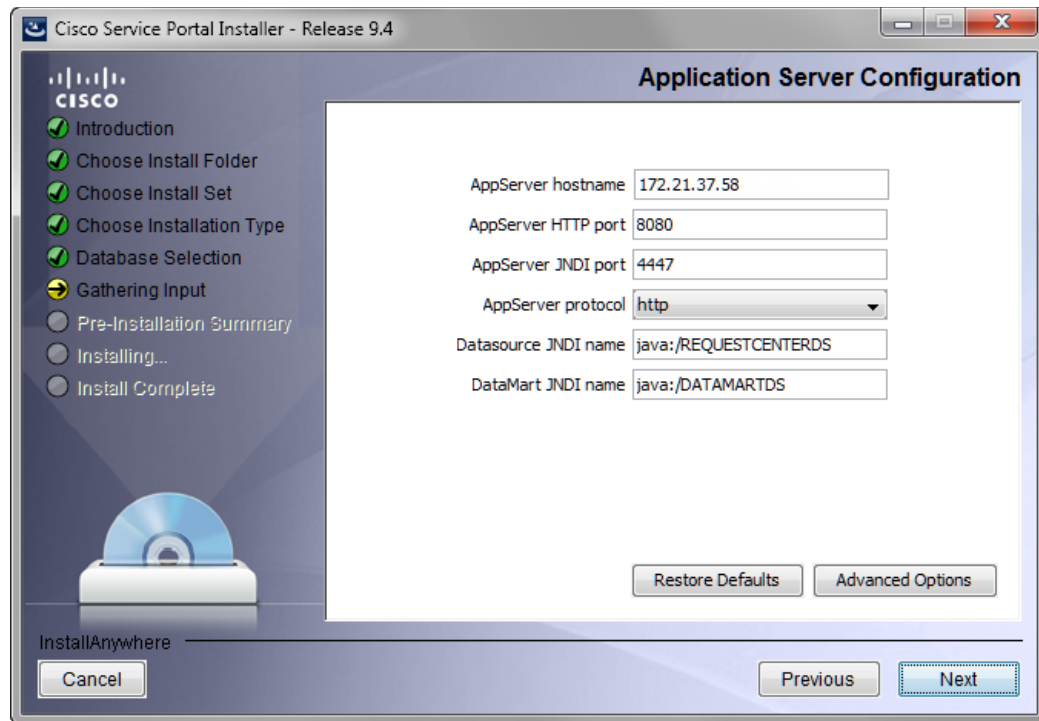 Cisco Service Portal Installer - Release 9.4
CISCO
Application Server Configuration
Introduction
Choose Install Folder
Choose Install Set
Choose Installation Type
Database Selection
Gathering Input
Pre-Installation Summary
Installing...
Install Complete
AppServer hostname 172.21.37.58
AppServer HTTP port 8080
AppServer JNDI port 4447
AppServer protocol http
Datasource JNDI name java:/REQUESTCENTERDS
DataMart JNDI name java:/DATAMARTDS
Restore Defaults Advanced Options
InstallAnywhere
Cancel Previous Next